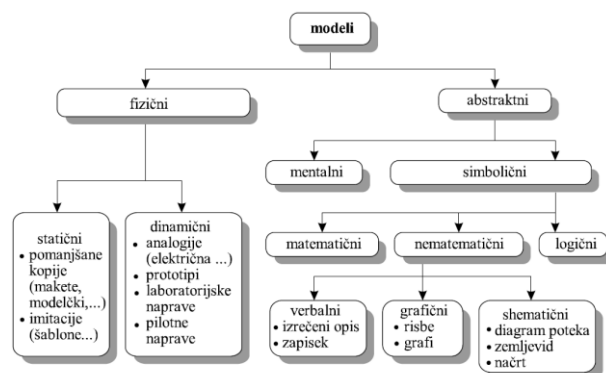 modeli
fizični
abstraktni
mentalni
simbolični
statični
• pomanjšane
kopije
(makete,
modelčki,...)
• imitacije
(šablone...)
dinamični
• analogije
(električna ...)
• prototipi
• laboratorijske
naprave
• pilotne
naprave
matematični
nematematični
logični
verbalni
• izrečeni opis
• zapisek
grafični
• risbe
• grafi
shematični
• diagram poteka
• zemljevid
• načrt